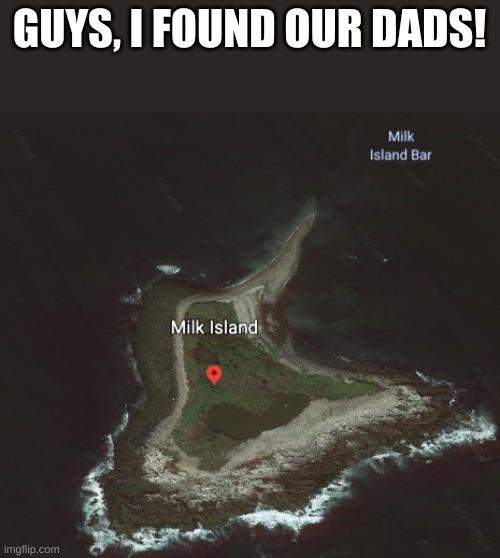 GUYS, I FOUND OUR DADS!
Milk
Island Bar
Milk Island
imgflip.com